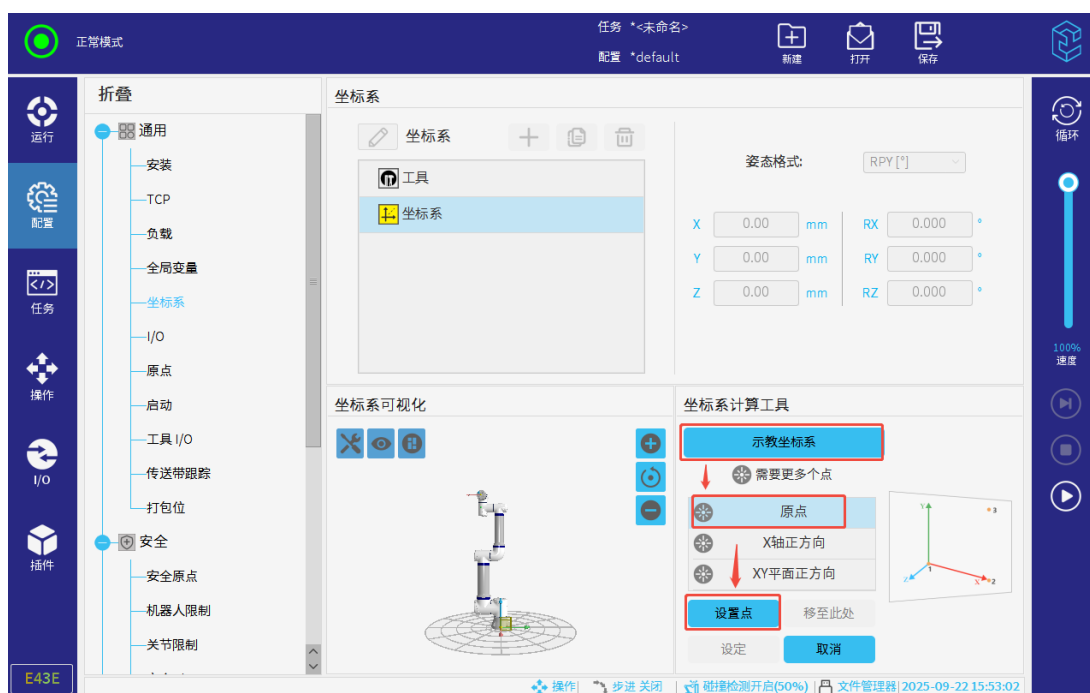 正常模式
任务 *<未命名>
配置 *default
新建
打开
保存
运行
配置
</>
任务
操作
I/O
插件
E43E
折叠
通用
安装
TCP
负载
全局变量
坐标系
I/O
原点
启动
工具 I/O
传送带跟踪
打包位
安全
安全原点
机器人限制
关节限制
坐标系
坐标系
工具
坐标系
姿态格式: RPY [°]
X 0.00 mm RX 0.000 °
Y 0.00 mm RY 0.000 °
Z 0.00 mm RZ 0.000 °
坐标系可视化
坐标系计算工具
示教坐标系
需要更多个点
原点
X轴正方向
XY平面正方向
Y 3
Z 1 X 2
设置点 移至此处
设定 取消
循环
100%
速度
操作| 步进 关闭 | 碰撞检测开启(50%) | 文件管理器| 2025-09-22 15:53:02